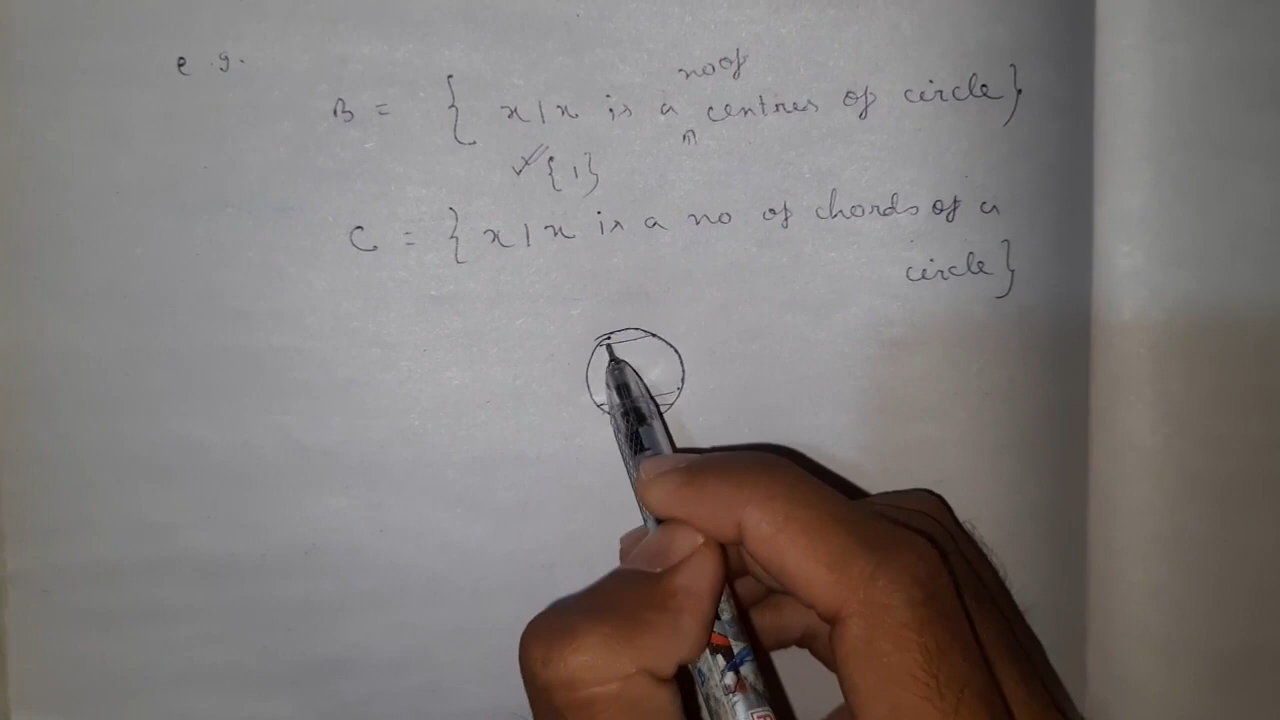 e.g.
no of
B = { x | x is a centres of circle}
✓ {1}
C = { x | x is a no of chords of a
circle}